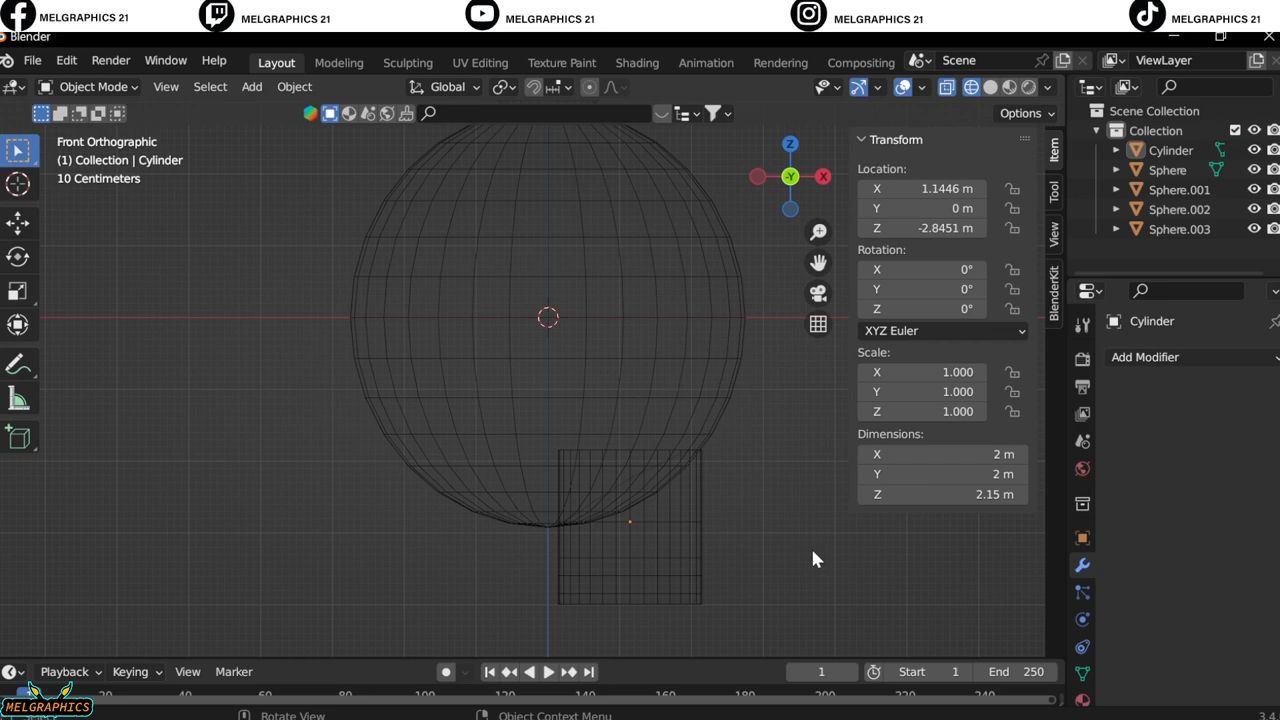 MELGRAPHICS 21
MELGRAPHICS 21
MELGRAPHICS 21
MELGRAPHICS 21
MELGRAPHICS 21
Blender
File Edit Render Window Help
Layout Modeling Sculpting UV Editing Texture Paint Shading Animation Rendering Compositing
Scene
ViewLayer
Object Mode View Select Add Object
Global
Options
Front Orthographic
(1) Collection | Cylinder
10 Centimeters
Z
-Y
X
Transform
Location:
X 1.1446 m
Y 0 m
Z -2.8451 m
Rotation:
X 0°
Y 0°
Z 0°
XYZ Euler
Scale:
X 1.000
Y 1.000
Z 1.000
Dimensions:
X 2 m
Y 2 m
Z 2.15 m
Item
Tool
View
BlenderKit
Scene Collection
Collection
Cylinder
Sphere
Sphere.001
Sphere.002
Sphere.003
Cylinder
Add Modifier
Playback Keying View Marker
1
Start 1
End 250
20 40 60 80 100 120 140 160 180 200 220 240
MELGRAPHICS
Rotate View
Object Context Menu
3.4